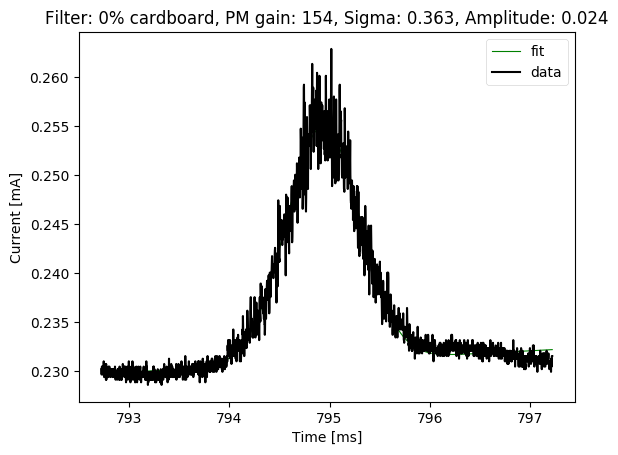 Filter: 0% cardboard, PM gain: 154, Sigma: 0.363, Amplitude: 0.024
fit
data
0.260
0.255
0.250
0.245
0.240
0.235
0.230
Current [mA]
793 794 795 796 797
Time [ms]